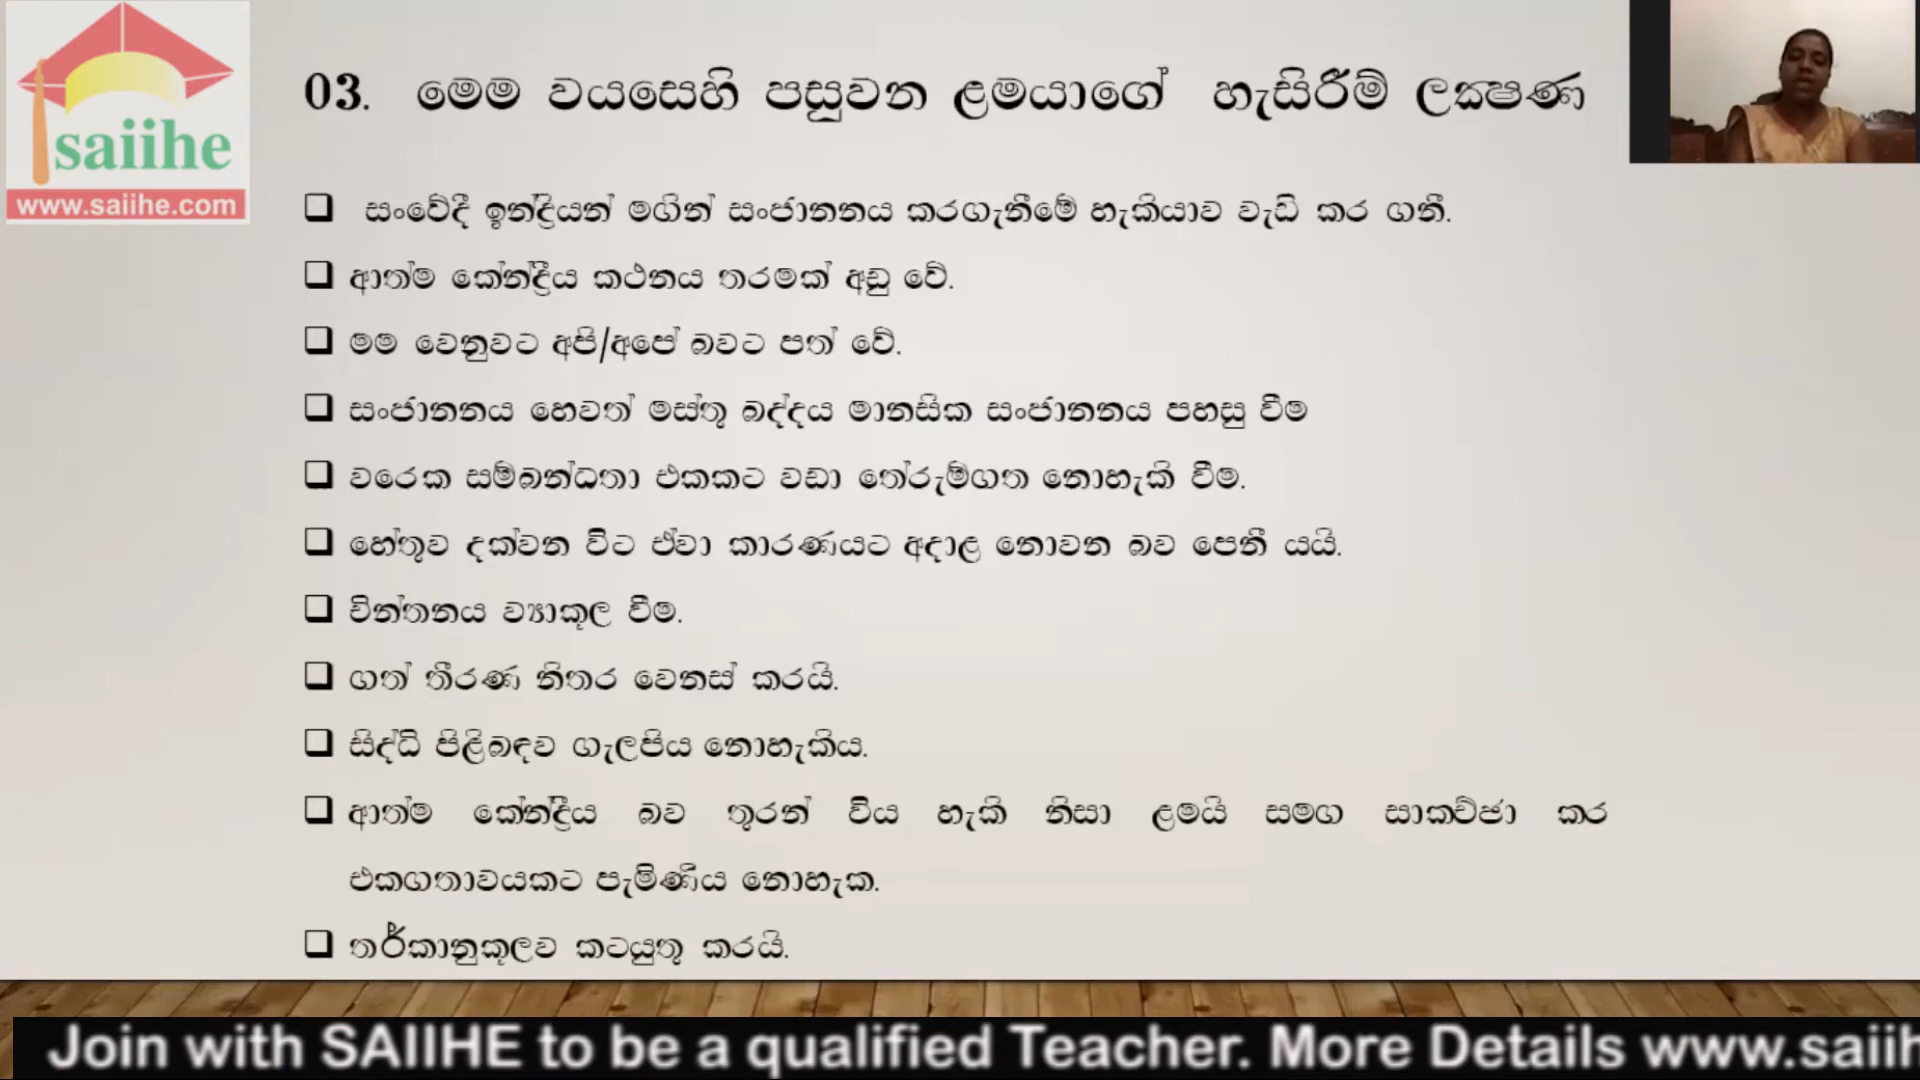 saiihe
www.saiihe.com
03. මෙම වයසෙහි පසුවන ළමයාගේ හැසිරීම් ලක්‍ෂණ
සංවේදී ඉන්ද්‍රියන් මගින් සංජානනය කරගැනීමේ හැකියාව වැඩි කර ගනී.
ආත්ම කේන්ද්‍රීය කථනය තරමක් අඩු වේ.
මම වෙනුවට අපි/අපේ බවට පත් වේ.
සංජානනය හෙවත් මස්තු බද්දය මානසික සංජානනය පහසු වීම
වරෙක සම්බන්ධතා එකකට වඩා තේරුම්ගත නොහැකි වීම.
හේතුව දක්වන විට ඒවා කාරණයට අදාළ නොවන බව පෙනී යයි.
චින්තනය ව්‍යාකූල වීම.
ගත් තීරණ නිතර වෙනස් කරයි.
සිද්ධි පිළිබඳව ගැලපිය නොහැකිය.
ආත්ම කේන්ද්‍රීය බව තුරන් විය හැකි නිසා ළමයි සමග සාකච්ඡා කර
එකගතාවයකට පැමිණිය නොහැක.
තර්කානුකූලව කටයුතු කරයි.
Join with SAIIHE to be a qualified Teacher. More Details www.saiih